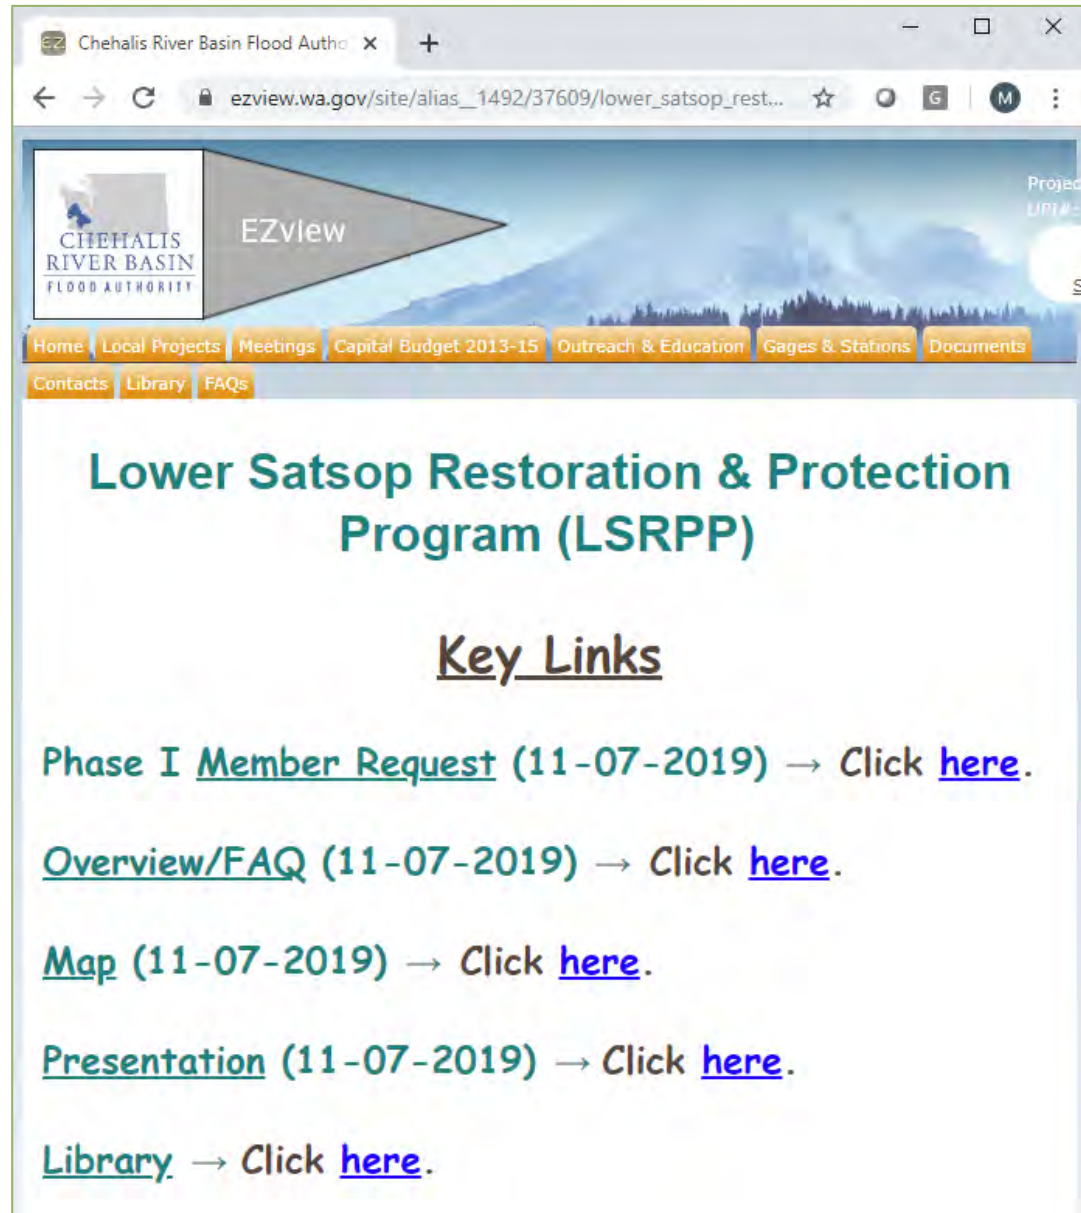 Chehalis River Basin Flood Autho
ezview.wa.gov/site/alias__1492/37609/lower_satsop_rest...
G
M
EZ
CHEHALIS
RIVER BASIN
FLOOD AUTHORITY
EZview
Home Local Projects Meetings Capital Budget 2013-15 Outreach & Education Gages & Stations Documents
Contacts Library FAQs
Lower Satsop Restoration & Protection
Program (LSRPP)
Key Links
Phase I Member Request (11-07-2019) → Click here.
Overview/FAQ (11-07-2019) → Click here.
Map (11-07-2019) → Click here.
Presentation (11-07-2019) → Click here.
Library → Click here.